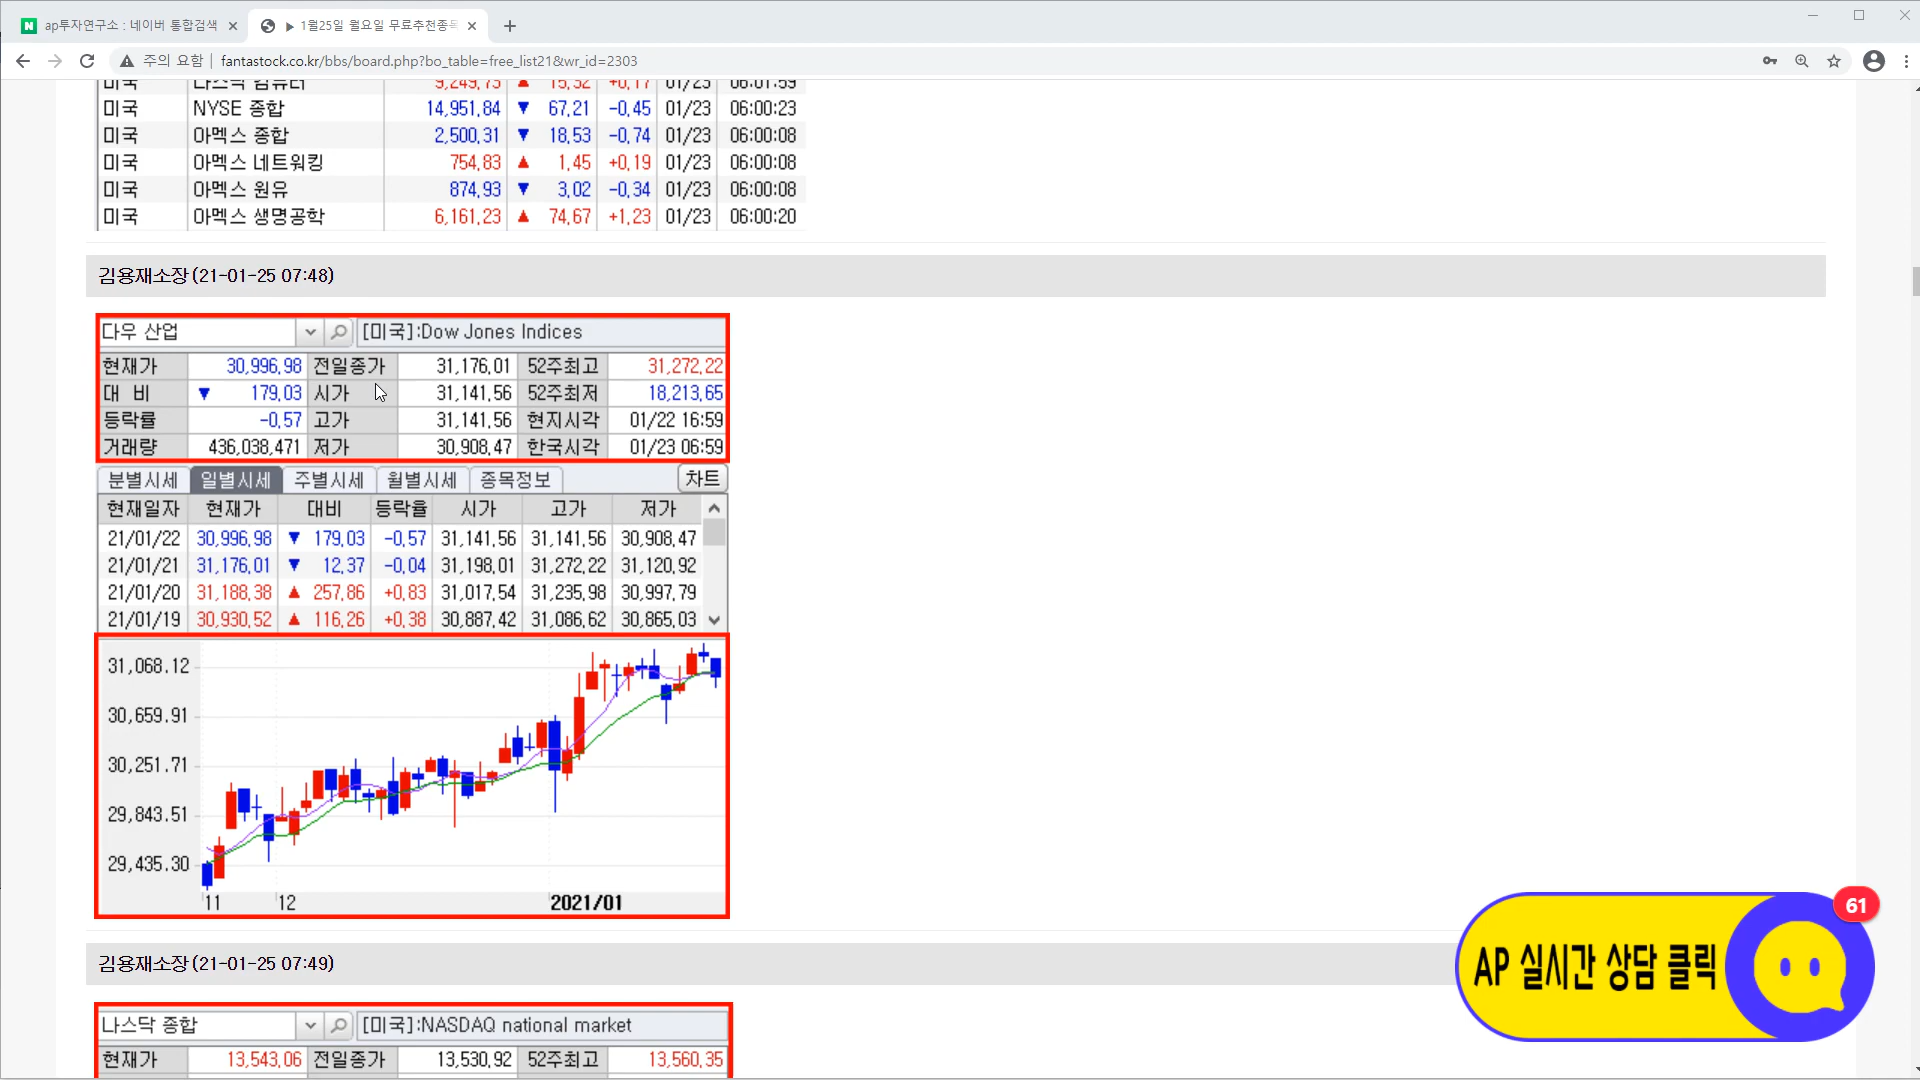 ap투자연구소 : 네이버 통합검색
▶ 1월25일 월요일 무료추천종목
주의 요함 | fantastock.co.kr/bbs/board.php?bo_table=free_list21&wr_id=2303
미국 나스닥 컴퓨터 9,249,73 ▲ 15,32 +0,17 01/23 06:01:59
미국 NYSE 종합 14,951,84 ▼ 67,21 -0,45 01/23 06:00:23
미국 아멕스 종합 2,500,31 ▼ 18,53 -0,74 01/23 06:00:08
미국 아멕스 네트워킹 754,83 ▲ 1,45 +0,19 01/23 06:00:08
미국 아멕스 원유 874,93 ▼ 3,02 -0,34 01/23 06:00:08
미국 아멕스 생명공학 6,161,23 ▲ 74,67 +1,23 01/23 06:00:20
김용재소장 (21-01-25 07:48)
다우 산업 [미국]:Dow Jones Indices
현재가 30,996,98 전일종가 31,176,01 52주최고 31,272,22
대 비 ▼ 179,03 시가 31,141,56 52주최저 18,213,65
등락률 -0,57 고가 31,141,56 현지시각 01/22 16:59
거래량 436,038,471 저가 30,908,47 한국시각 01/23 06:59
분별시세 일별시세 주별시세 월별시세 종목정보 차트
현재일자 현재가 대비 등락율 시가 고가 저가
21/01/22 30,996,98 ▼ 179,03 -0,57 31,141,56 31,141,56 30,908,47
21/01/21 31,176,01 ▼ 12,37 -0,04 31,198,01 31,272,22 31,120,92
21/01/20 31,188,38 ▲ 257,86 +0,83 31,017,54 31,235,98 30,997,79
21/01/19 30,930,52 ▲ 116,26 +0,38 30,887,42 31,086,62 30,865,03
31,068.12
30,659.91
30,251.71
29,843.51
29,435.30
11 12 2021/01
61
AP 실시간 상담 클릭
김용재소장 (21-01-25 07:49)
나스닥 종합 [미국]:NASDAQ national market
현재가 13,543,06 전일종가 13,530,92 52주최고 13,560,35